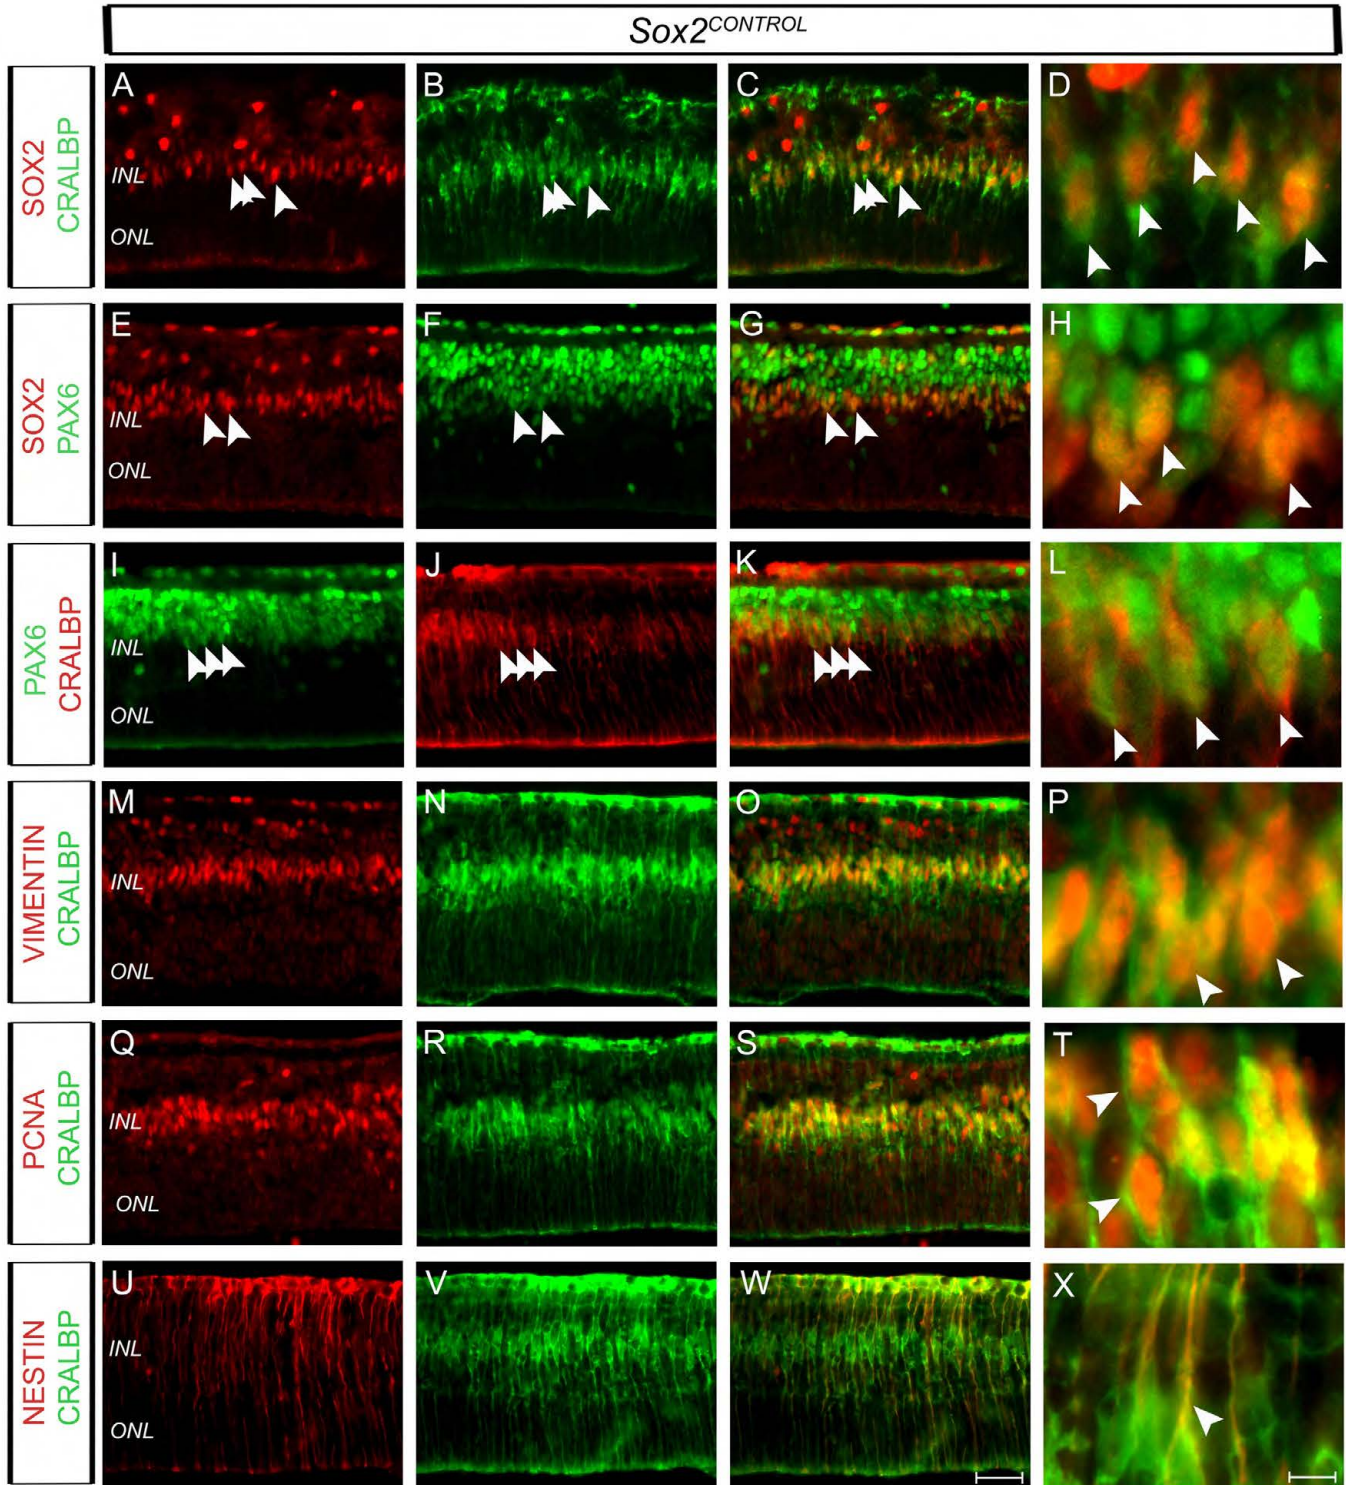 Sox2CONTROL
SOX2
CRALBP
A
INL
ONL
B
C
D
SOX2
PAX6
E
INL
ONL
F
G
H
PAX6
CRALBP
I
INL
ONL
J
K
L
VIMENTIN
CRALBP
M
INL
ONL
N
O
P
PCNA
CRALBP
Q
INL
ONL
R
S
T
NESTIN
CRALBP
U
INL
ONL
V
W
X